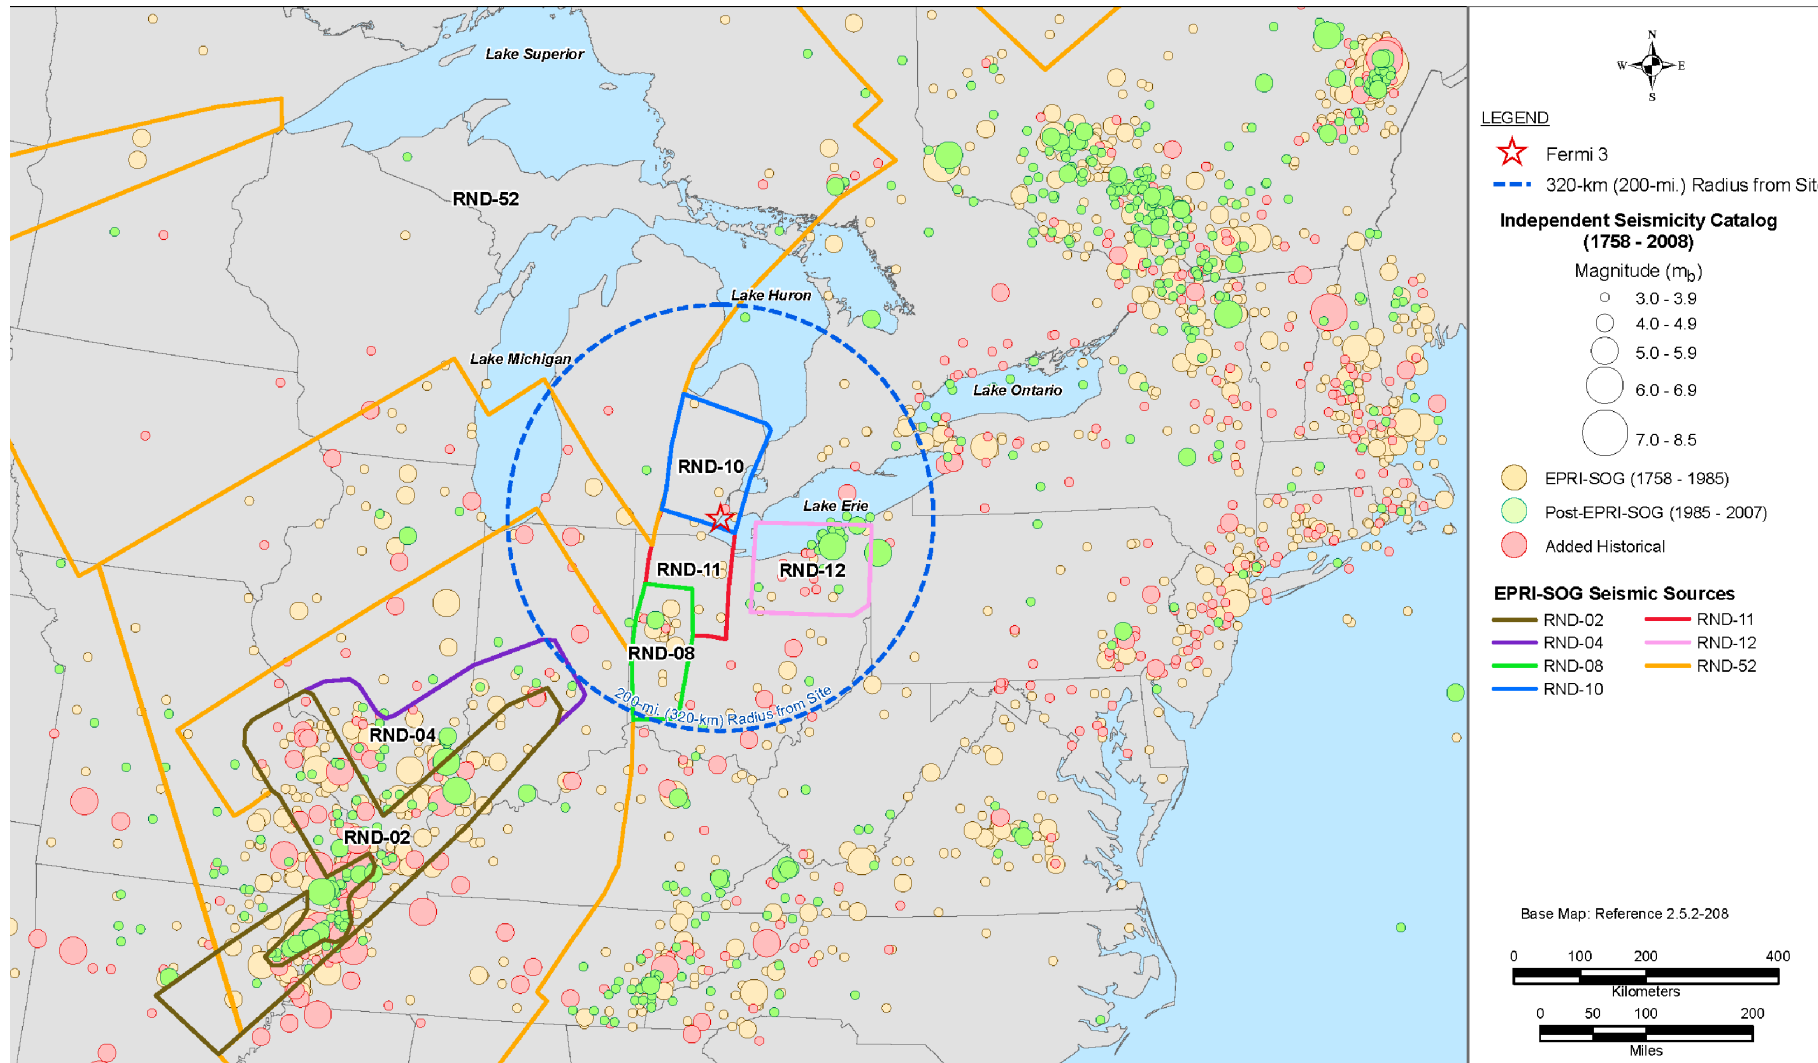 Lake Superior
RND-52
Lake Huron
Lake Michigan
Lake Ontario
RND-10
Lake Erie
RND-11
RND-12
RND-08
200-mi. (320-km) Radius from Site
RND-04
RND-02
N
W E
S
LEGEND
Fermi 3
320-km (200-mi.) Radius from Sit
Independent Seismicity Catalog
(1758 - 2008)
Magnitude (mb)
3.0 - 3.9
4.0 - 4.9
5.0 - 5.9
6.0 - 6.9
7.0 - 8.5
EPRI-SOG (1758 - 1985)
Post-EPRI-SOG (1985 - 2007)
Added Historical
EPRI-SOG Seismic Sources
RND-02 RND-11
RND-04 RND-12
RND-08 RND-52
RND-10
Base Map: Reference 2.5.2-208
0 100 200 400
Kilometers
0 50 100 200
Miles